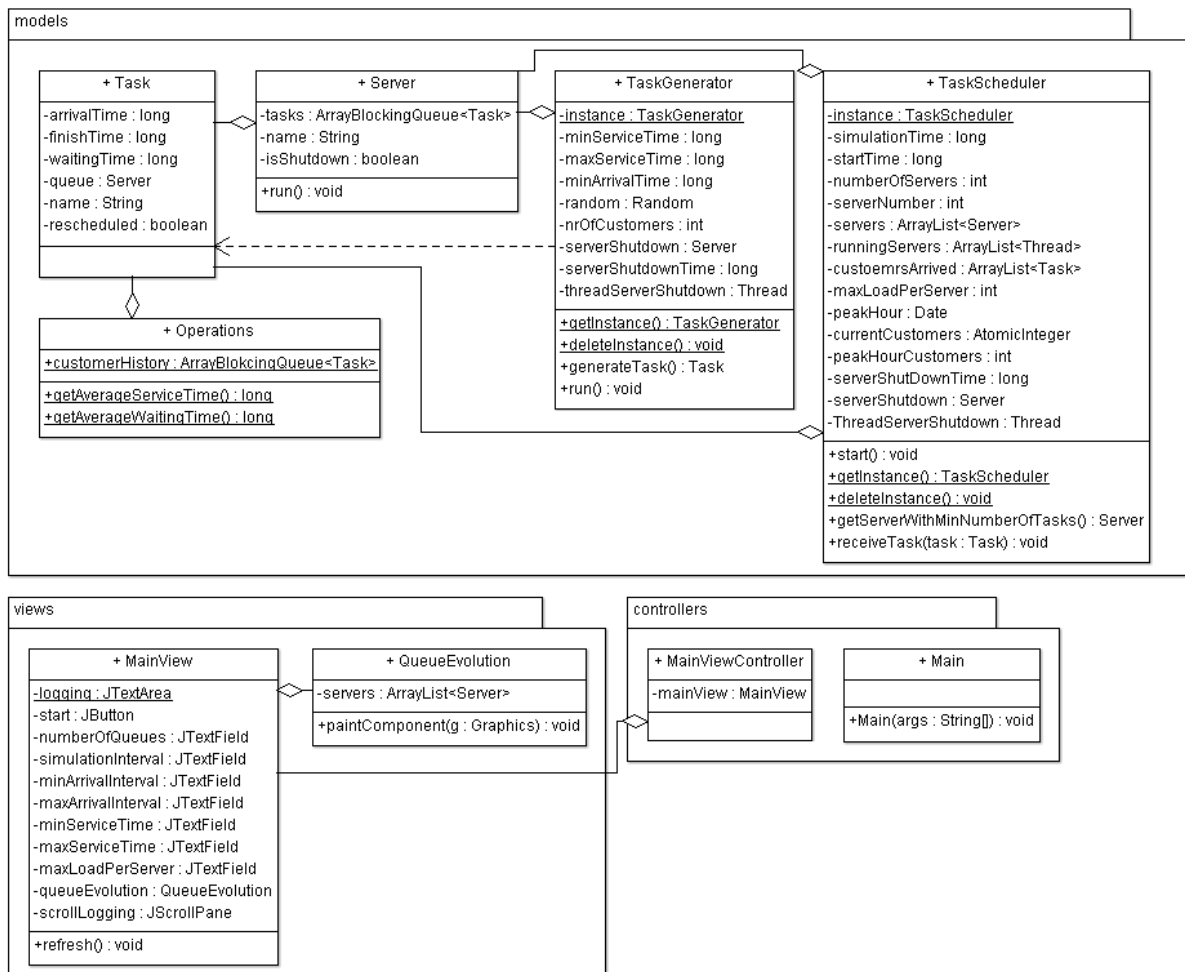 models
+ Task
-arrivalTime : long
-finishTime : long
-waitingTime : long
-queue : Server
-name : String
-rescheduled : boolean
+ Server
-tasks : ArrayBlockingQueue<Task>
-name : String
-isShutdown : boolean
+run() : void
+ TaskGenerator
-instance : TaskGenerator
-minServiceTime : long
-maxServiceTime : long
-minArrivalTime : long
-random : Random
-nrOfCustomers : int
-serverShutdown : Server
-serverShutdownTime : long
-threadServerShutdown : Thread
+getInstance() : TaskGenerator
+deleteInstance() : void
+generateTask() : Task
+run() : void
+ TaskScheduler
-instance : TaskScheduler
-simulationTime : long
-startTime : long
-numberOfServers : int
-serverNumber : int
-servers : ArrayList<Server>
-runningServers : ArrayList<Thread>
-custoemrsArrived : ArrayList<Task>
-maxLoadPerServer : int
-peakHour : Date
-currentCustomers : AtomicInteger
-peakHourCustomers : int
-serverShutDownTime : long
-serverShutdown : Server
-ThreadServerShutdown : Thread
+start() : void
+getInstance() : TaskScheduler
+deleteInstance() : void
+getServerWithMinNumberOfTasks() : Server
+receiveTask(task : Task) : void
+ Operations
+customerHistory : ArrayBlokcingQueue<Task>
+getAverageServiceTime() : long
+getAverageWaitingTime() : long
views
+ MainView
-logging : JTextArea
-start : JButton
-numberOfQueues : JTextField
-simulationInterval : JTextField
-minArrivalInterval : JTextField
-maxArrivalInterval : JTextField
-minServiceTime : JTextField
-maxServiceTime : JTextField
-maxLoadPerServer : JTextField
-queueEvolution : QueueEvolution
-scrollLogging : JScrollPane
+refresh() : void
+ QueueEvolution
-servers : ArrayList<Server>
+paintComponent(g : Graphics) : void
controllers
+ MainViewController
-mainView : MainView
+ Main
+Main(args : String[]) : void